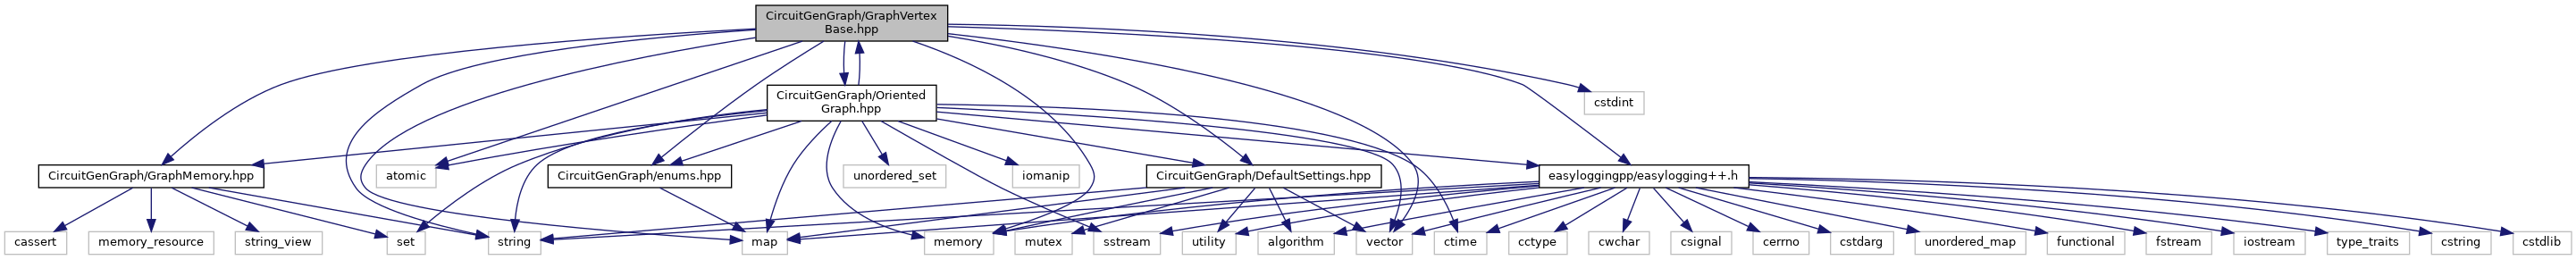 CircuitGenGraph/GraphVertex
Base.hpp
CircuitGenGraph/Oriented
Graph.hpp
cstdint
CircuitGenGraph/GraphMemory.hpp
atomic
CircuitGenGraph/enums.hpp
unordered_set
iomanip
CircuitGenGraph/DefaultSettings.hpp
easyloggingpp/easylogging++.h
cassert
memory_resource
string_view
set
string
map
memory
mutex
sstream
utility
algorithm
vector
ctime
cctype
cwchar
csignal
cerrno
cstdarg
unordered_map
functional
fstream
iostream
type_traits
cstring
cstdlib